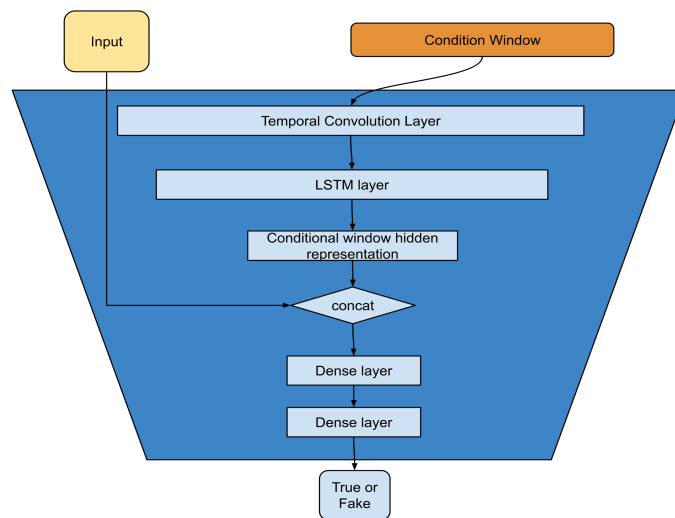 Input
Condition Window
Temporal Convolution Layer
LSTM layer
Conditional window hidden
representation
concat
Dense layer
Dense layer
True or
Fake